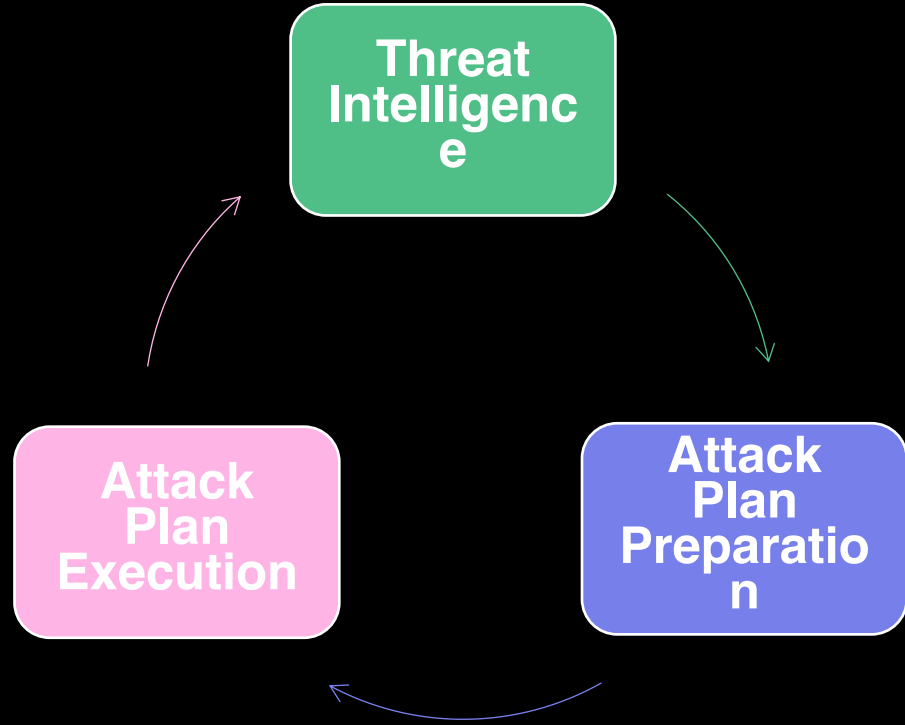 Threat
Intelligenc
e
Attack
Plan
Execution
Attack
Plan
Preparatio
n